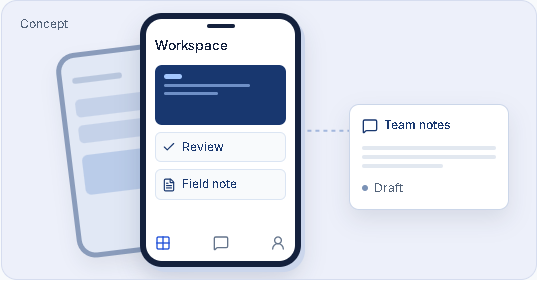 Concept
Workspace
Review
Field note
Team notes
Draft